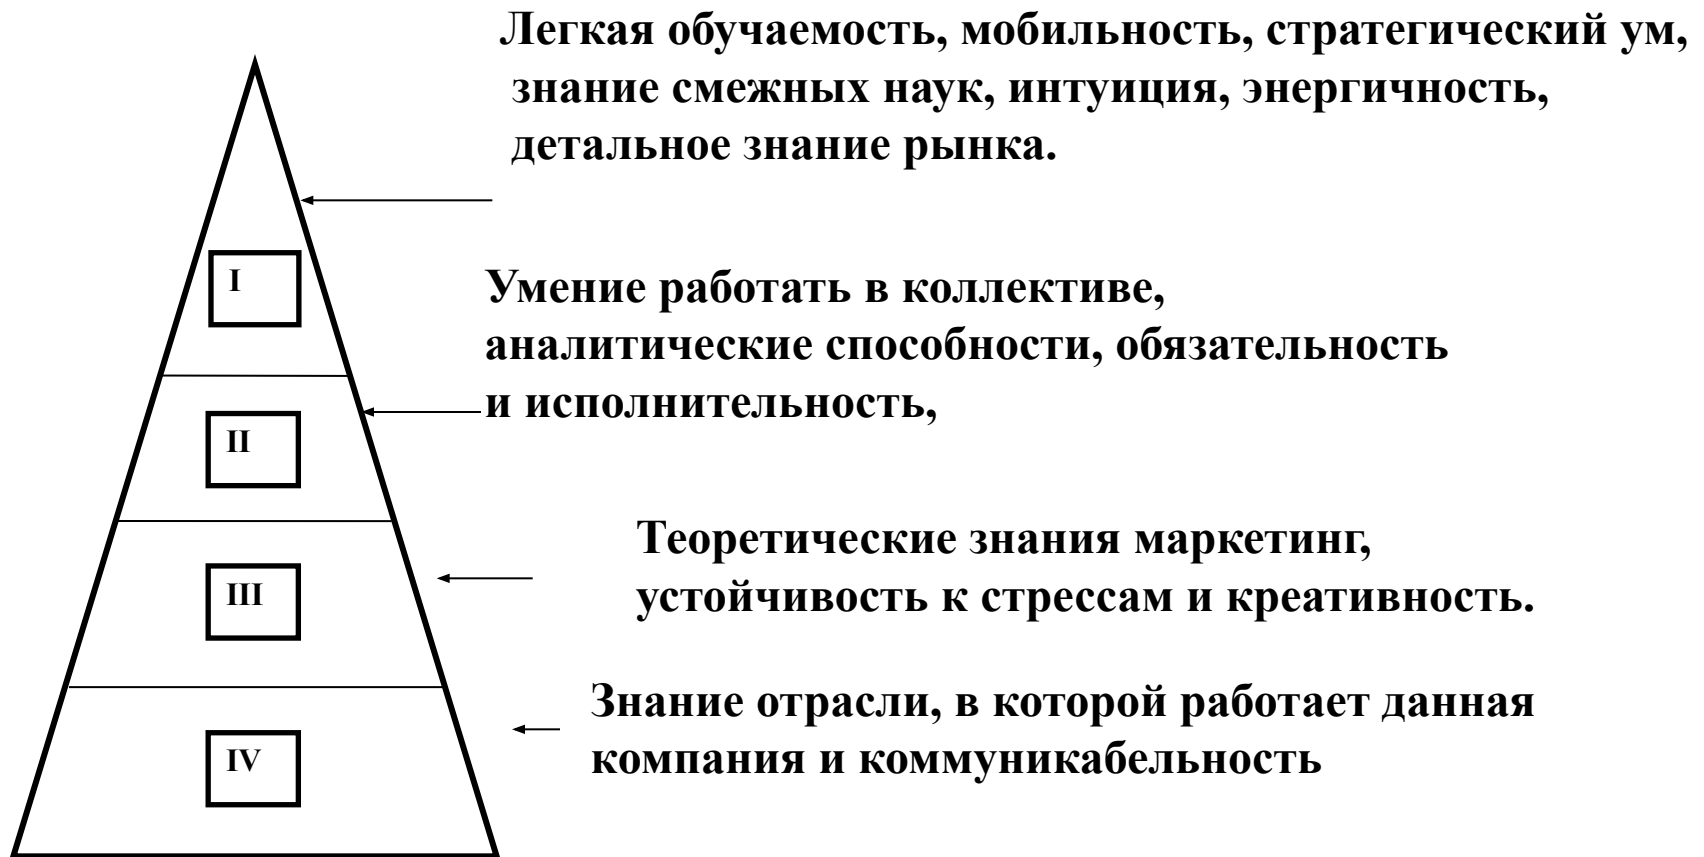 Легкая обучаемость, мобильность, стратегический ум,
знание смежных наук, интуиция, энергичность,
детальное знание рынка.
I
Умение работать в коллективе,
аналитические способности, обязательность
и исполнительность,
II
Теоретические знания маркетинг,
устойчивость к стрессам и креативность.
III
Знание отрасли, в которой работает данная
компания и коммуникабельность
IV